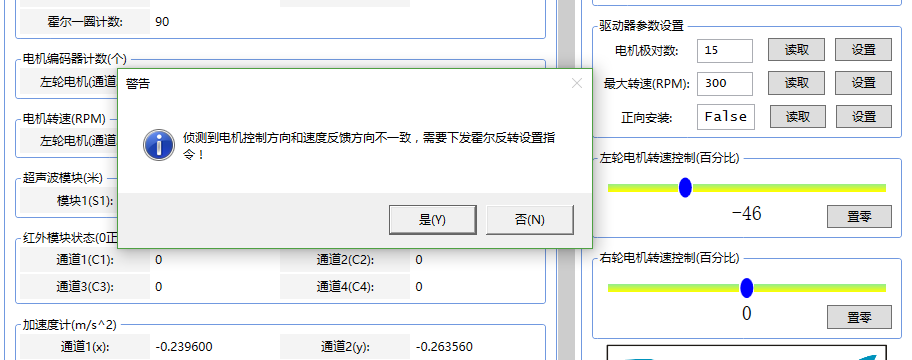 霍尔一圈计数: 90
电机编码器计数(个)
左轮电机(通道
电机转速(RPM)
左轮电机(通道
超声波模块(米)
模块1(S1):
红外模块状态(0正
通道1(C1): 0 通道2(C2): 0
通道3(C3): 0 通道4(C4): 0
加速度计(m/s^2)
通道1(x): -0.239600 通道2(y): -0.263560
警告
侦测到电机控制方向和速度反馈方向不一致，需要下发霍尔反转设置指
令！
是(Y) 否(N)
驱动器参数设置
电机极对数: 15 读取 设置
最大转速(RPM): 300 读取 设置
正向安装: False 读取 设置
左轮电机转速控制(百分比)
-46 置零
右轮电机转速控制(百分比)
0 置零